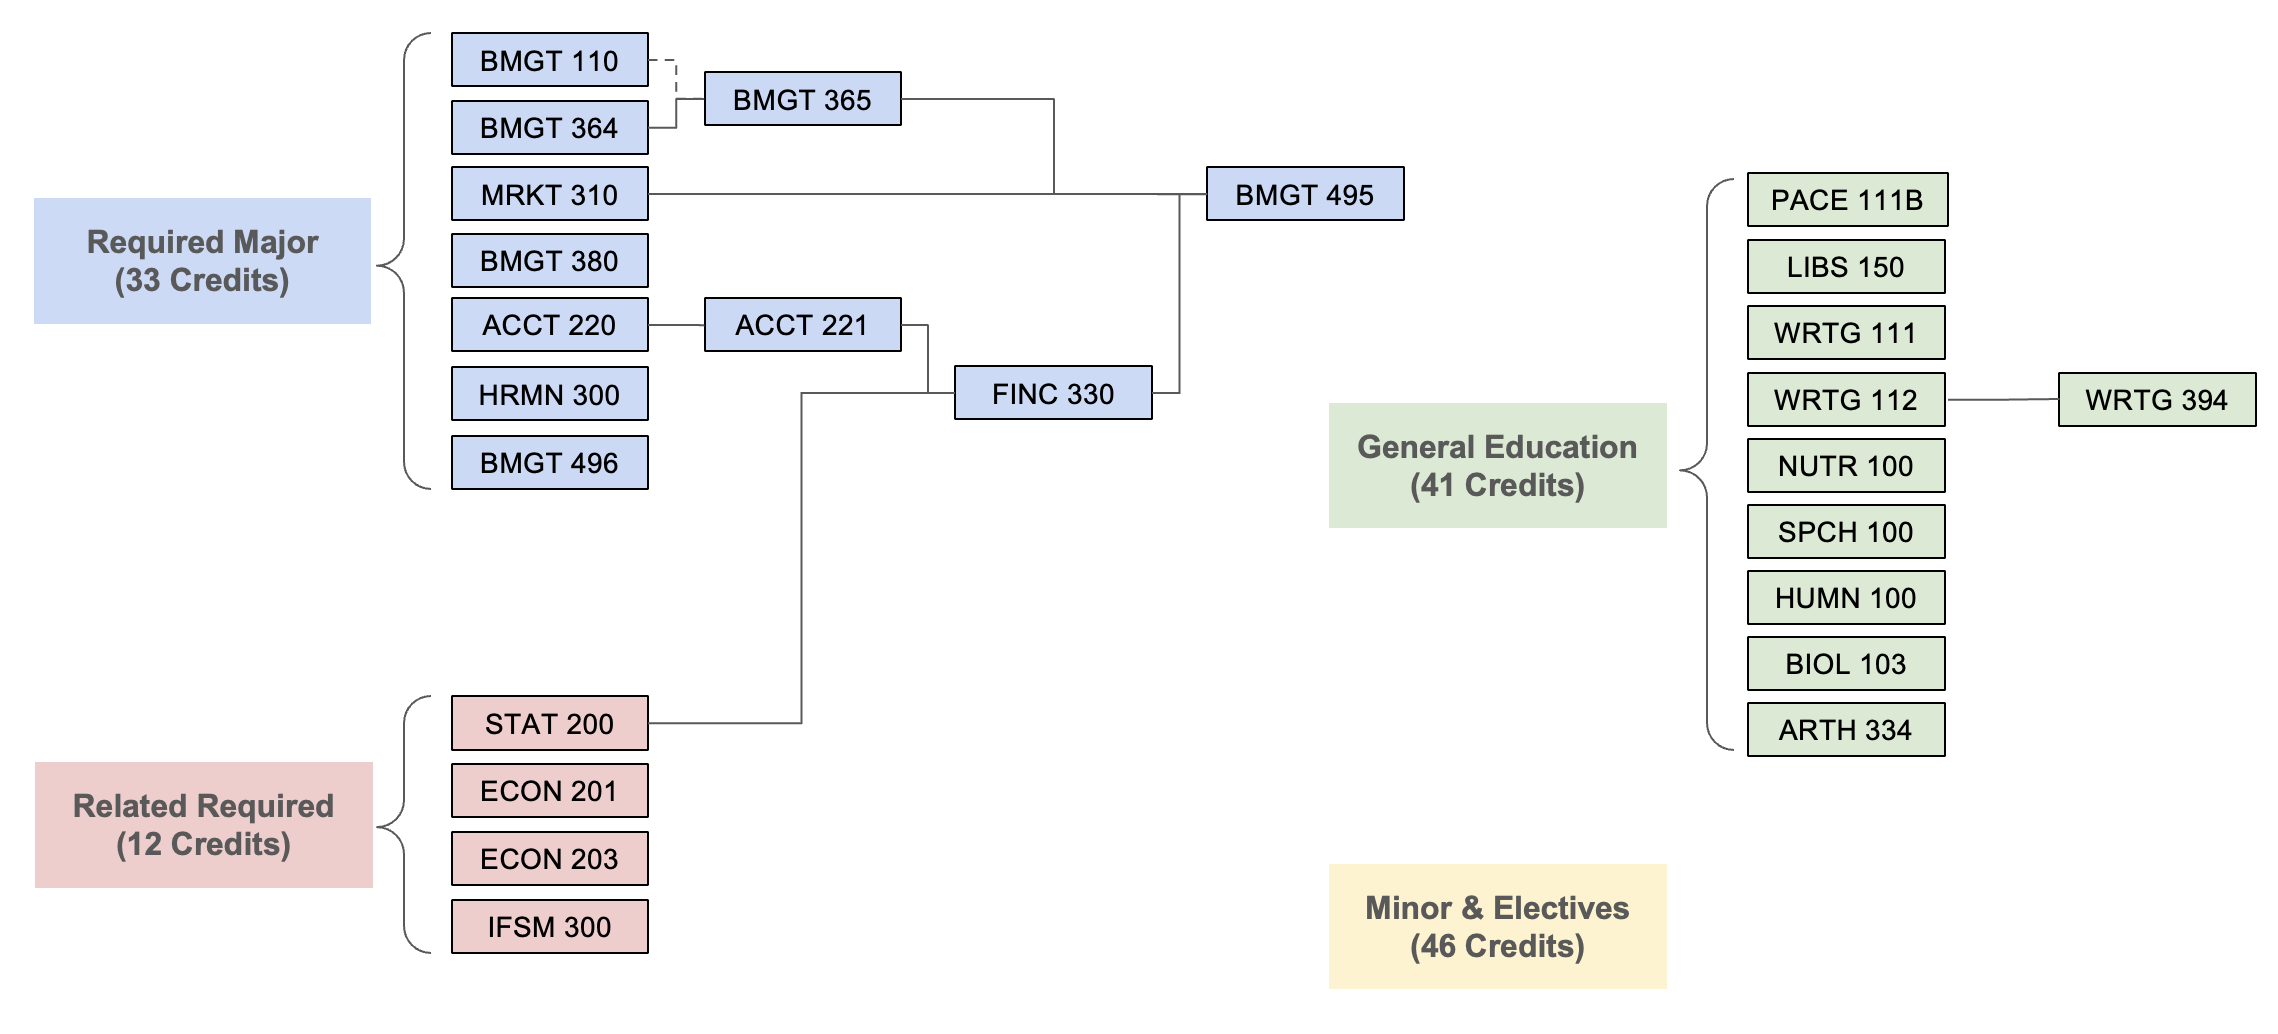 Required Major
(33 Credits)
BMGT 110
BMGT 364
MRKT 310
BMGT 380
ACCT 220
HRMN 300
BMGT 496
BMGT 365
ACCT 221
FINC 330
BMGT 495
Related Required
(12 Credits)
STAT 200
ECON 201
ECON 203
IFSM 300
General Education
(41 Credits)
PACE 111B
LIBS 150
WRTG 111
WRTG 112
NUTR 100
SPCH 100
HUMN 100
BIOL 103
ARTH 334
WRTG 394
Minor & Electives
(46 Credits)